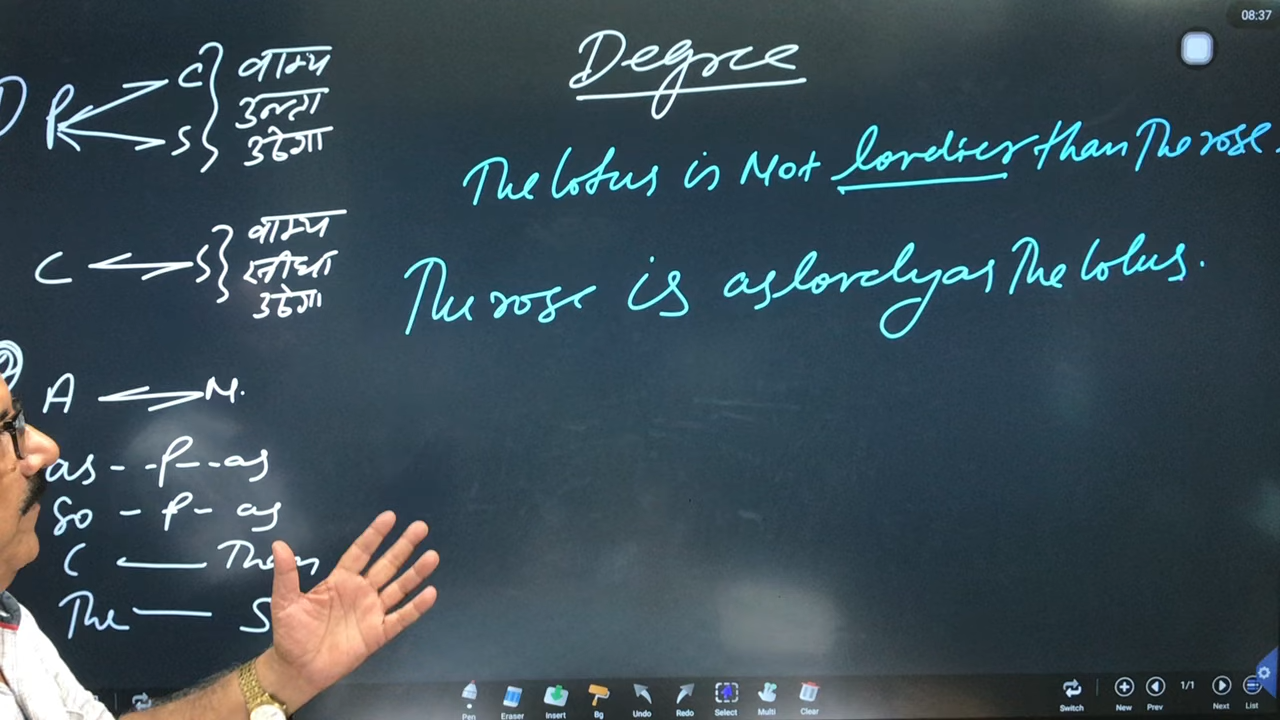 Degree
P C } वाक्य
उल्टा
S } उठेगा
The lotus is Not lovelier than The rose.
C S } वाक्य
सीधा
उठेगा
The rose is as lovely as The lotus.
A M.
as - - P - - as
So - P - as
C Than
The S
08:37
Pen Eraser Insert Bg Undo Redo Select Multi Clear Switch New Prev 1/1 Next List